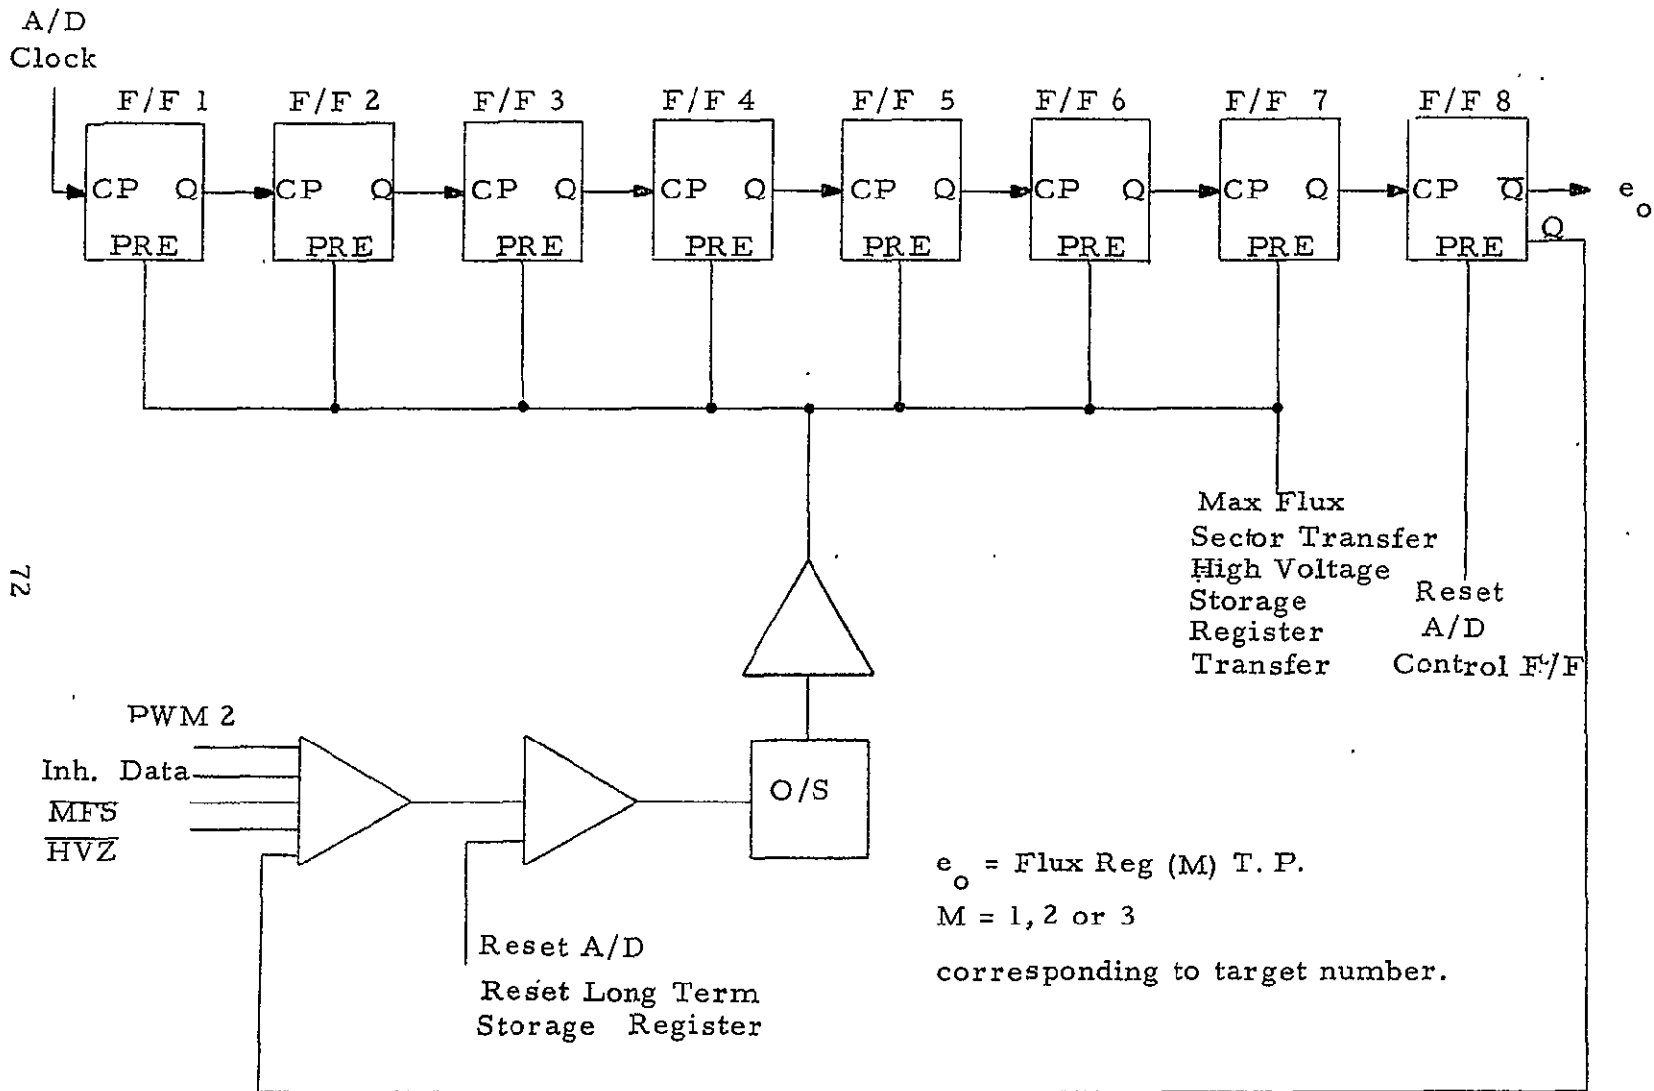 A/D
Clock
F/F 1
F/F 2
F/F 3
F/F 4
F/F 5
F/F 6
F/F 7
F/F 8
CP Q
CP Q
CP Q
CP Q
CP Q
CP Q
CP Q
CP Q̅
e₀
Q
PRE
PRE
PRE
PRE
PRE
PRE
PRE
PRE
Max Flux
Sector Transfer
High Voltage
Storage
Register
Transfer
Reset
A/D
Control F/F
72
PWM 2
Inh. Data
M̅F̅S̅
H̅V̅Z̅
O/S
Reset A/D
Reset Long Term
Storage Register
e₀ = Flux Reg (M) T. P.
M = 1, 2 or 3
corresponding to target number.